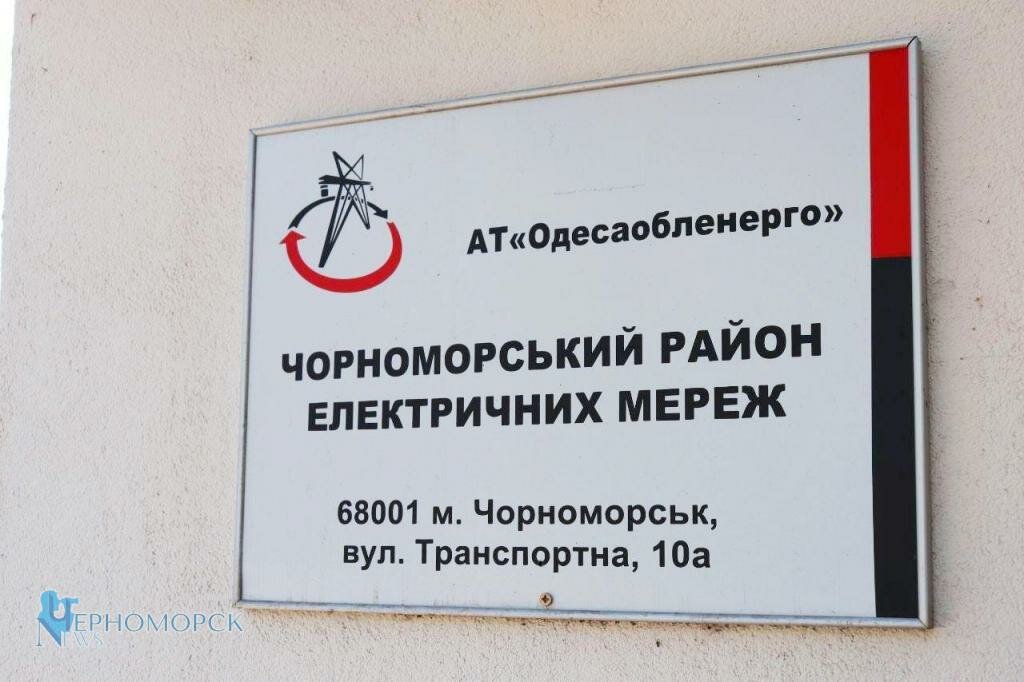 АТ«Одесаобленерго»
ЧОРНОМОРСЬКИЙ РАЙОН
ЕЛЕКТРИЧНИХ МЕРЕЖ
68001 м. Чорноморськ,
вул. Транспортна, 10а
ЧЕРНОМОРСК
NEWS